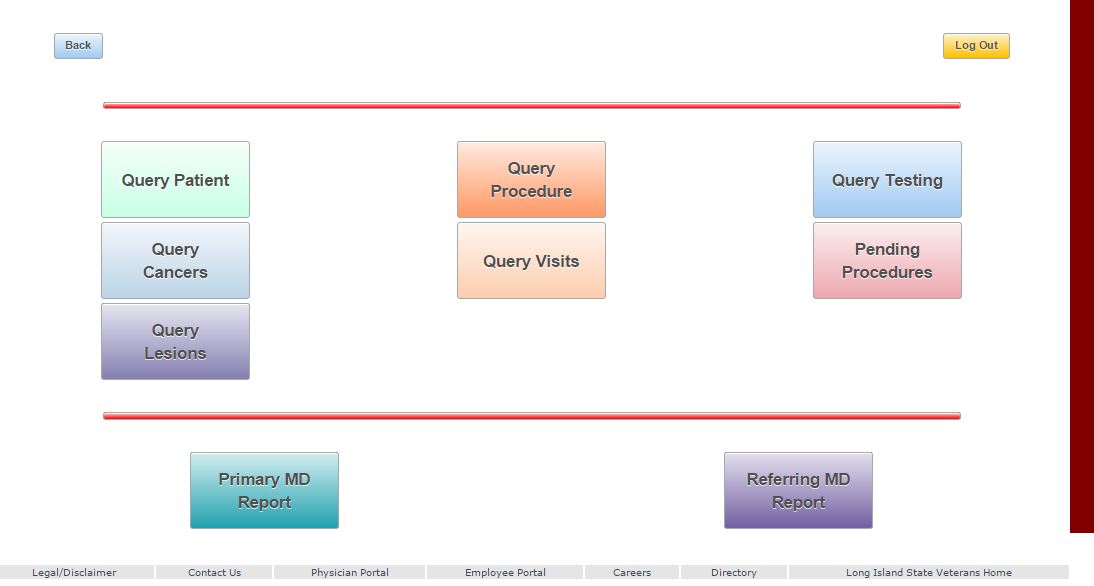 Back
Log Out
Query Patient
Query
Procedure
Query Testing
Query
Cancers
Query Visits
Pending
Procedures
Query
Lesions
Primary MD
Report
Referring MD
Report
Legal/Disclaimer
Contact Us
Physician Portal
Employee Portal
Careers
Directory
Long Island State Veterans Home